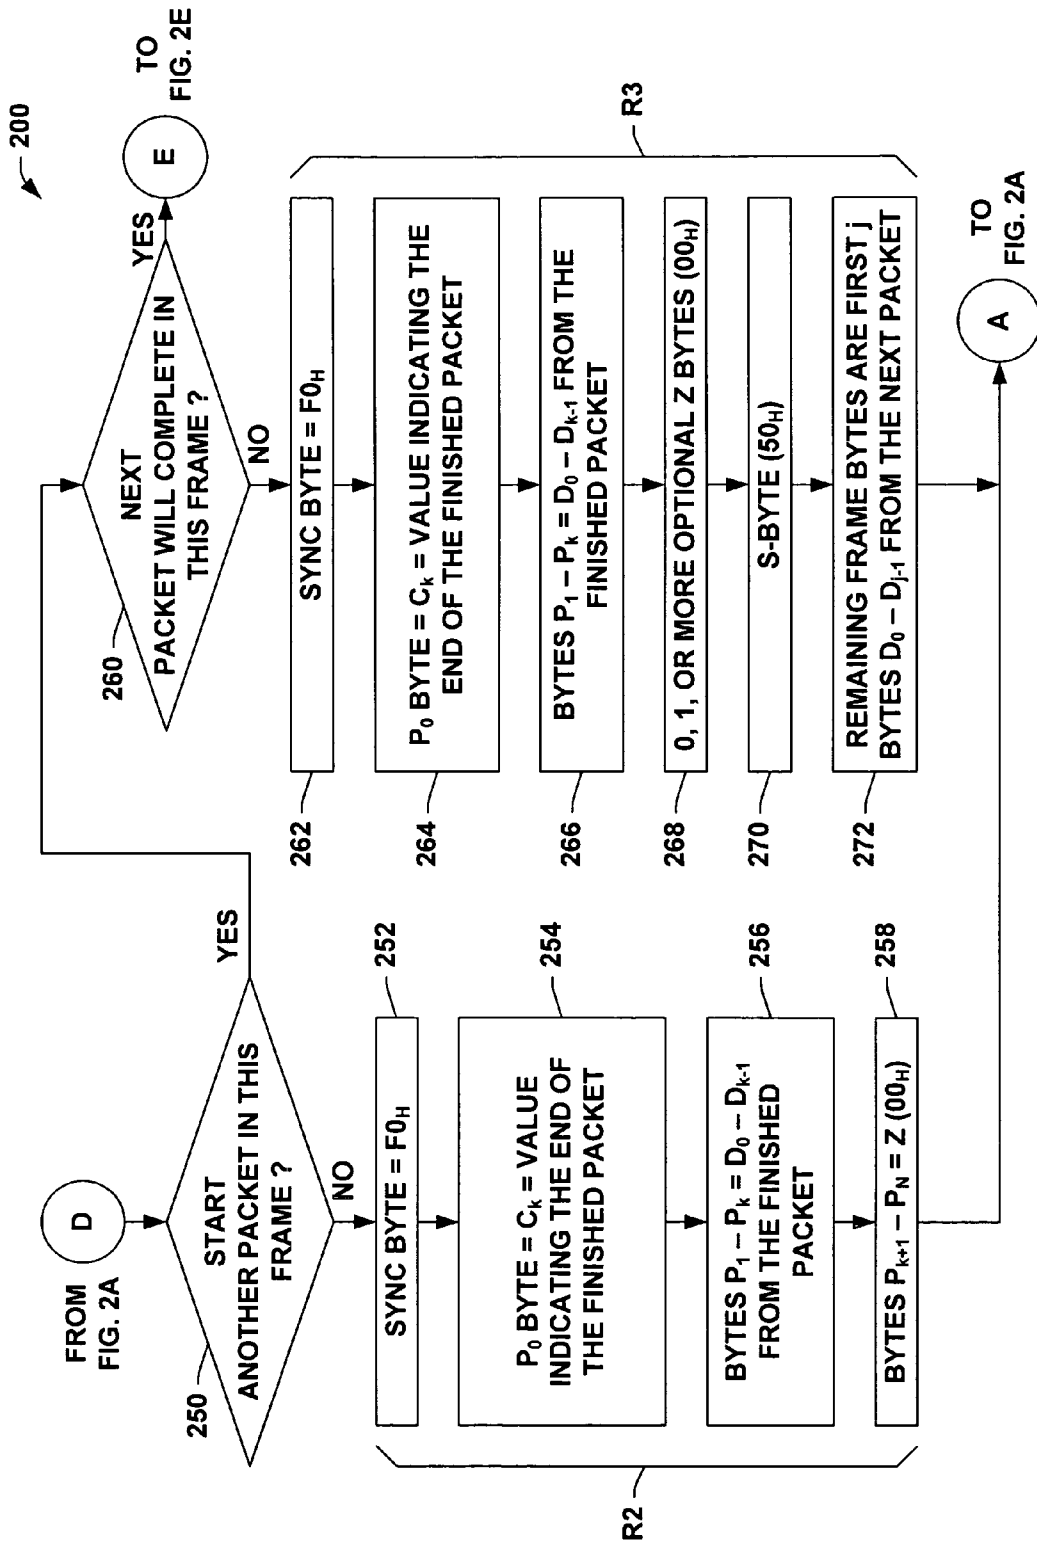 200
FROM
FIG. 2A
D
250
START
ANOTHER PACKET IN THIS
FRAME ?
YES
NO
252
SYNC BYTE = F0H
254
P0 BYTE = Ck = VALUE
INDICATING THE END OF
THE FINISHED PACKET
256
BYTES P1 – Pk = D0 – Dk-1
FROM THE FINISHED
PACKET
258
BYTES Pk+1 – PN = Z (00H)
R2
260
NEXT
PACKET WILL COMPLETE IN
THIS FRAME ?
YES
E
TO
FIG. 2E
NO
262
SYNC BYTE = F0H
264
P0 BYTE = Ck = VALUE INDICATING THE
END OF THE FINISHED PACKET
266
BYTES P1 – Pk = D0 – Dk-1 FROM THE
FINISHED PACKET
268
0, 1, OR MORE OPTIONAL Z BYTES (00H)
270
S-BYTE (50H)
272
REMAINING FRAME BYTES ARE FIRST j
BYTES D0 – Dj-1 FROM THE NEXT PACKET
R3
A
TO
FIG. 2A